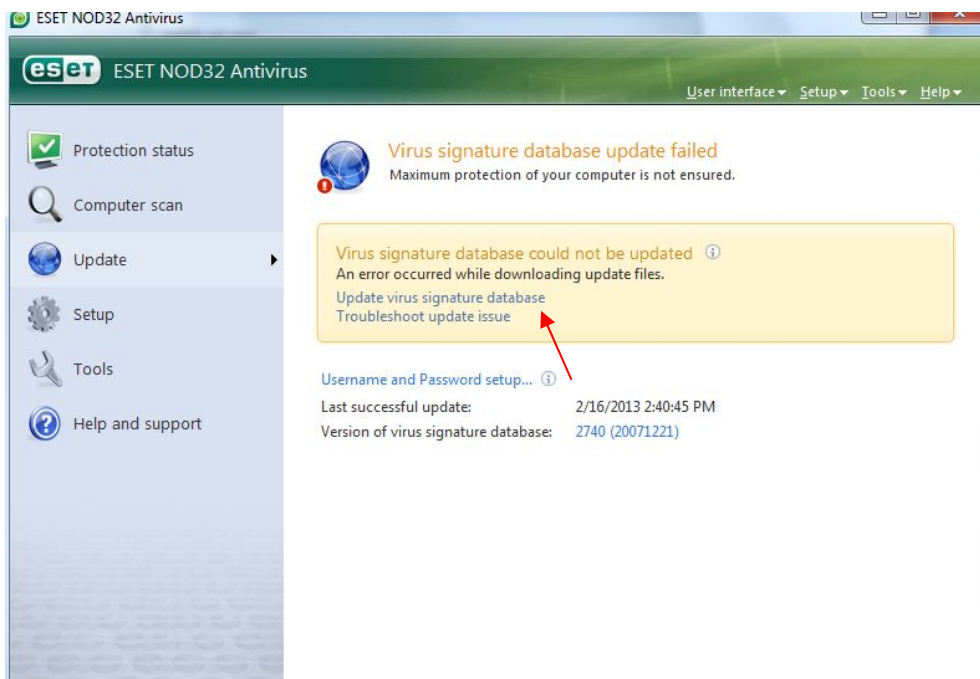 ESET NOD32 Antivirus
eset ESET NOD32 Antivirus
User interface Setup Tools Help
Protection status
Computer scan
Update
Setup
Tools
Help and support
Virus signature database update failed
Maximum protection of your computer is not ensured.
Virus signature database could not be updated
An error occurred while downloading update files.
Update virus signature database
Troubleshoot update issue
Username and Password setup...
Last successful update: 2/16/2013 2:40:45 PM
Version of virus signature database: 2740 (20071221)